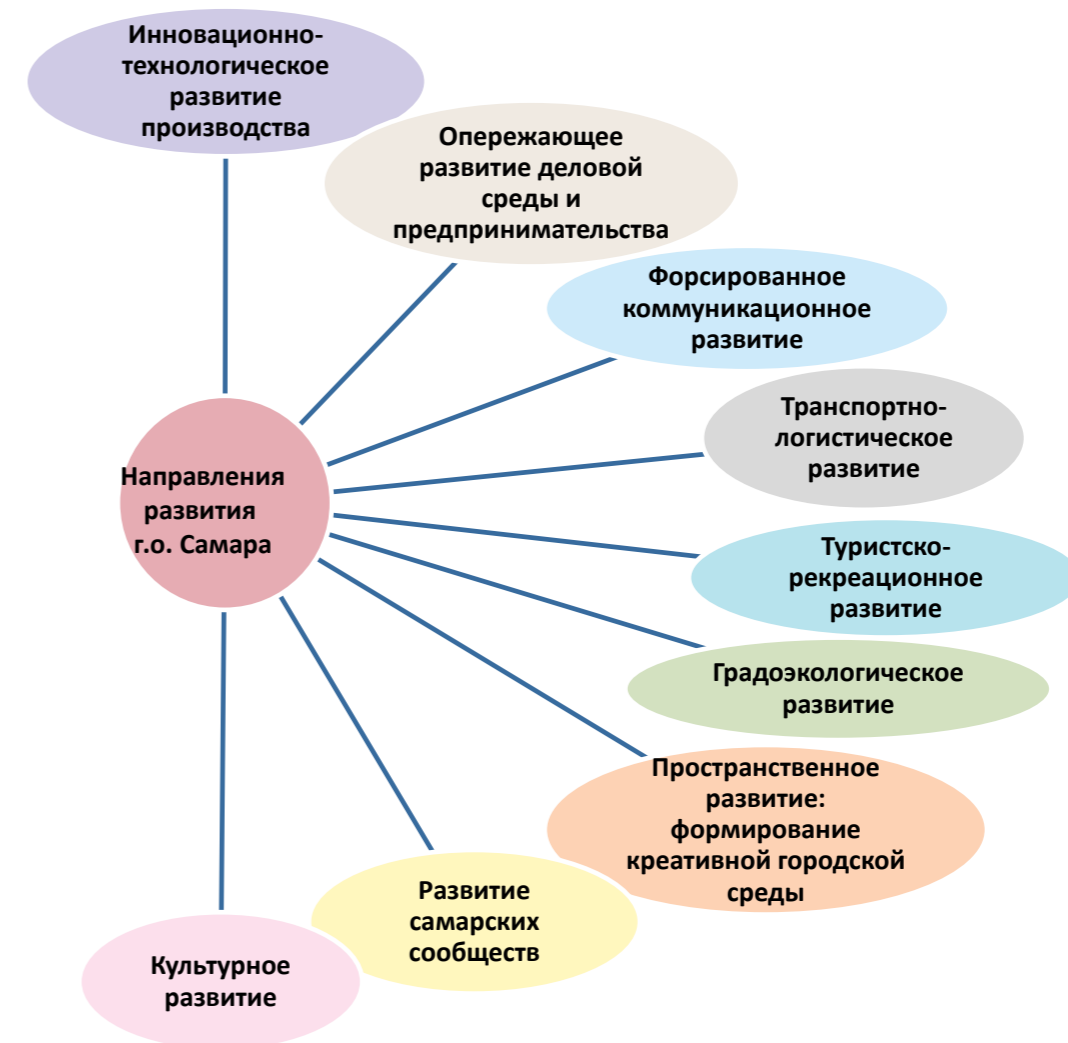 Инновационно-
технологическое
развитие
производства
Опережающее
развитие деловой
среды и
предпринимательства
Форсированное
коммуникационное
развитие
Транспортно-
логистическое
развитие
Направления
развития
г.о. Самара
Туристско-
рекреационное
развитие
Градоэкологическое
развитие
Пространственное
развитие:
формирование
креативной городской
среды
Развитие
самарских
сообществ
Культурное
развитие